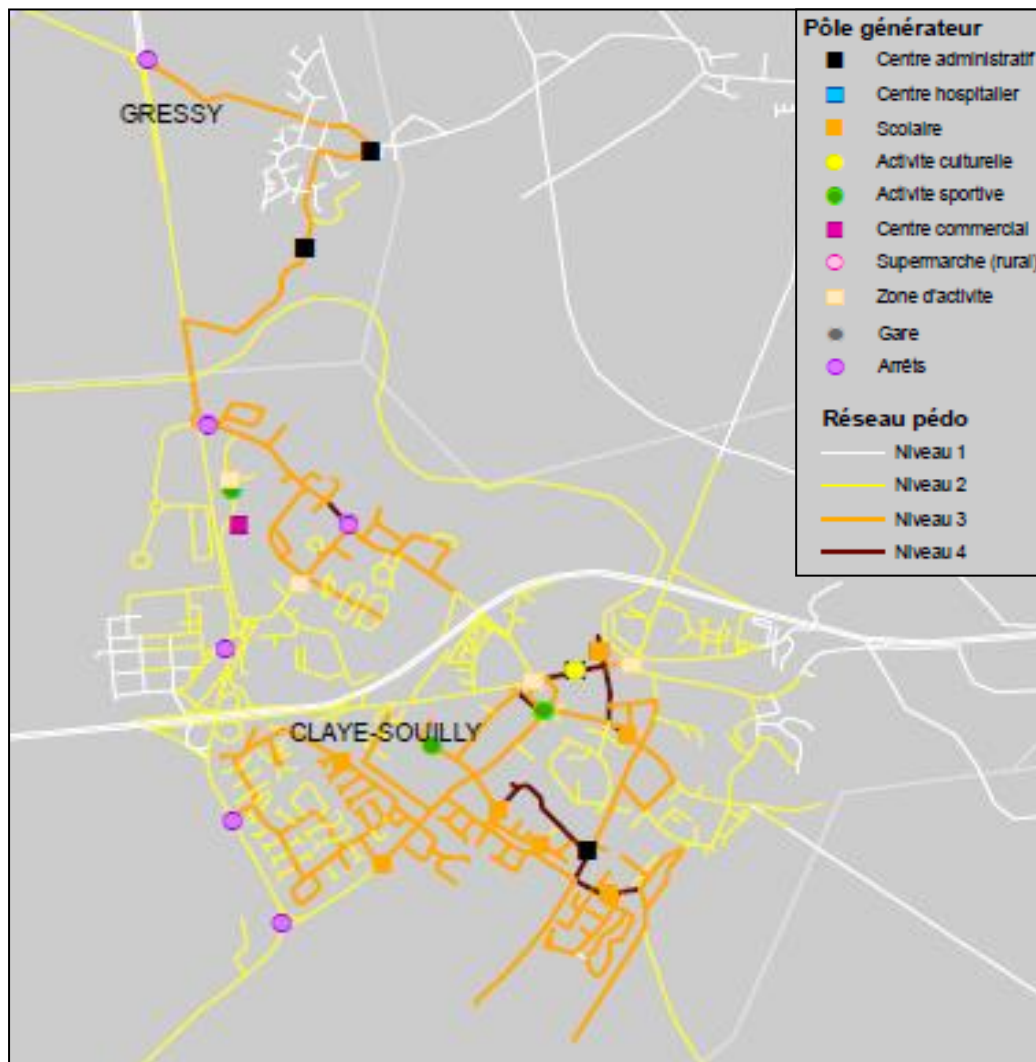 GRESSY
CLAYE-SOUILLY
Pôle générateur
Centre administratif
Centre hospitalier
Scolaire
Activite culturelle
Activite sportive
Centre commercial
Supermarche (rural)
Zone d'activite
Gare
Arrêts
Réseau pédo
Niveau 1
Niveau 2
Niveau 3
Niveau 4